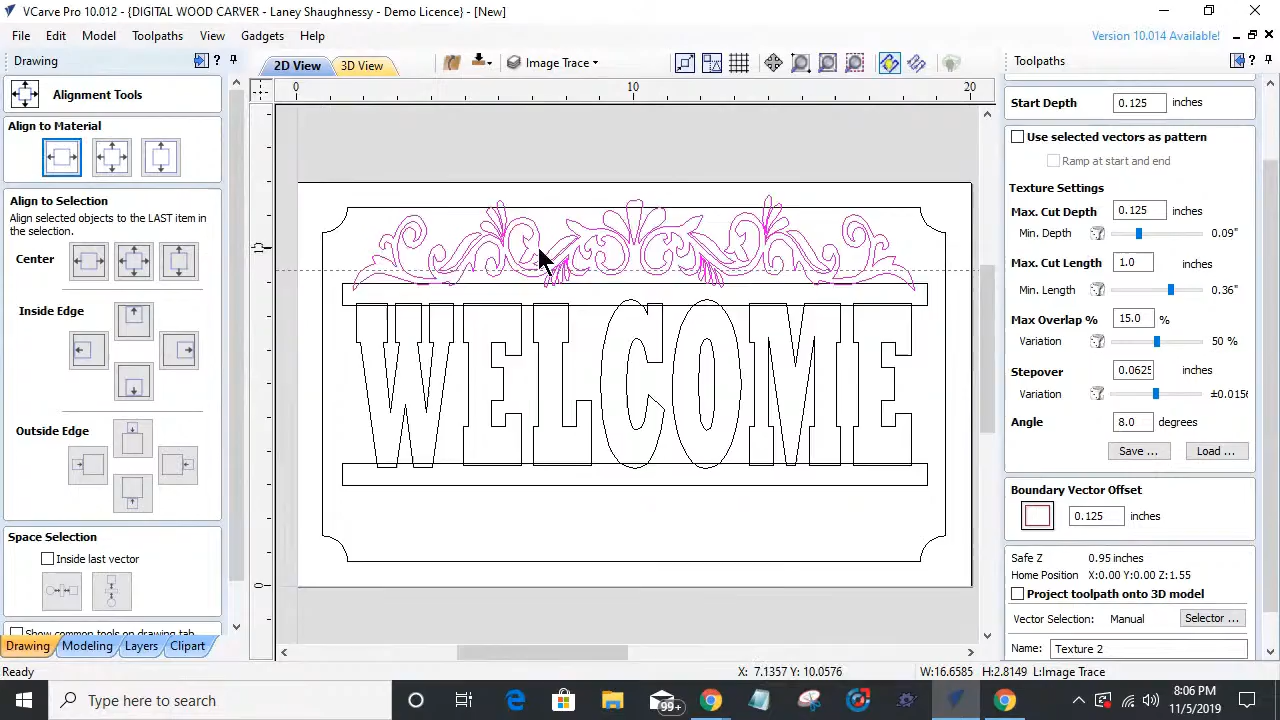 VCarve Pro 10.012 - {DIGITAL WOOD CARVER - Laney Shaughnessy - Demo Licence} - [New]
File Edit Model Toolpaths View Gadgets Help
Version 10.014 Available!
Drawing
2D View 3D View Image Trace
Toolpaths
Alignment Tools
Align to Material
Align to Selection
Align selected objects to the LAST item in
the selection.
Center
Inside Edge
Outside Edge
Space Selection
Inside last vector
Show common tools on drawing tab
Drawing Modeling Layers Clipart
0 10 20
10
0
WELCOME
Start Depth 0.125 inches
Use selected vectors as pattern
Ramp at start and end
Texture Settings
Max. Cut Depth 0.125 inches
Min. Depth 0.09"
Max. Cut Length 1.0 inches
Min. Length 0.36"
Max Overlap % 15.0 %
Variation 50 %
Stepover 0.0625 inches
Variation ±0.0156
Angle 8.0 degrees
Save ... Load ...
Boundary Vector Offset
0.125 inches
Safe Z 0.95 inches
Home Position X:0.00 Y:0.00 Z:1.55
Project toolpath onto 3D model
Vector Selection: Manual Selector ...
Name: Texture 2
Ready
X: 7.1357 Y: 10.0576
W:16.6585 H:2.8149 L:Image Trace
Type here to search
99+
8:06 PM
11/5/2019